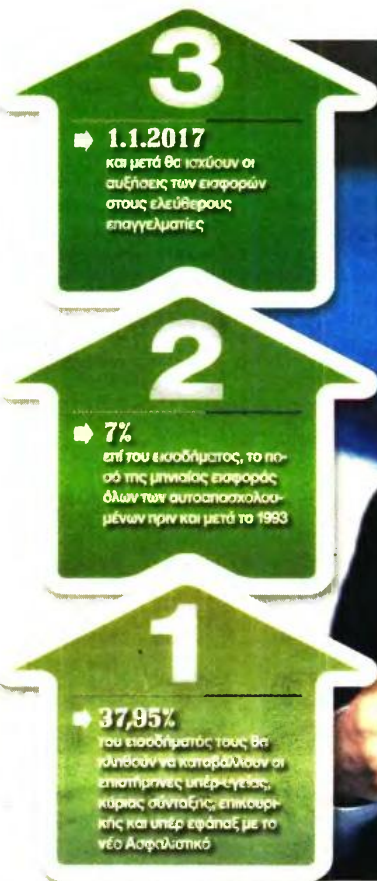 3
1.1.2017
και μετά θα ισχύουν οι
αυξήσεις των εισφορών
στους ελεύθερους
επαγγελματίες
2
7%
επί του εισοδήματος, το πο-
σό της μηνιαίας εισφοράς
όλων των αυτοαπασχολου-
μένων πριν και μετά το 1993
1
37,95%
του εισοδήματός τους θα
κληθούν να καταβάλλουν οι
επιστήμονες υπέρ υγείας,
κύριας σύνταξης, επικουρι-
κής και υπέρ εφάπαξ με το
νέο Ασφαλιστικό